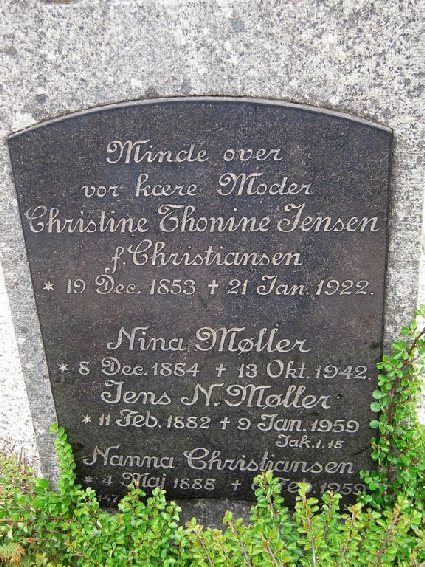 Minde over
vor kære Moder
Christine Thonine Jensen
f. Christiansen
* 19 Dec. 1853 + 21 Jan. 1922.
Nina Møller
* 8 Dec. 1884 + 13 Okt. 1942.
Jens N. Møller
* 11 Feb. 1882 + 9 Jan. 1959
Jak. 1. 15
Nanna Christiansen
* 4 Maj 1888 + Feb. 1959